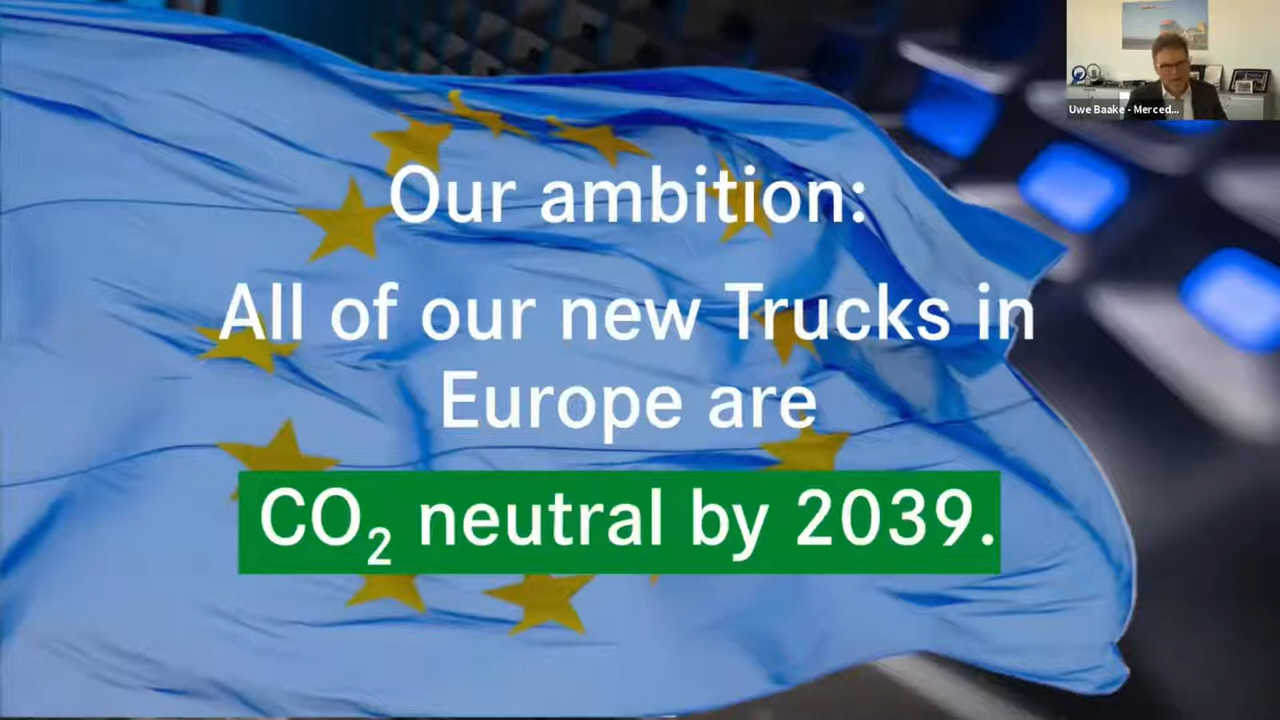 Uwe Baake - Merced...
Our ambition:
All of our new Trucks in
Europe are
CO₂ neutral by 2039.